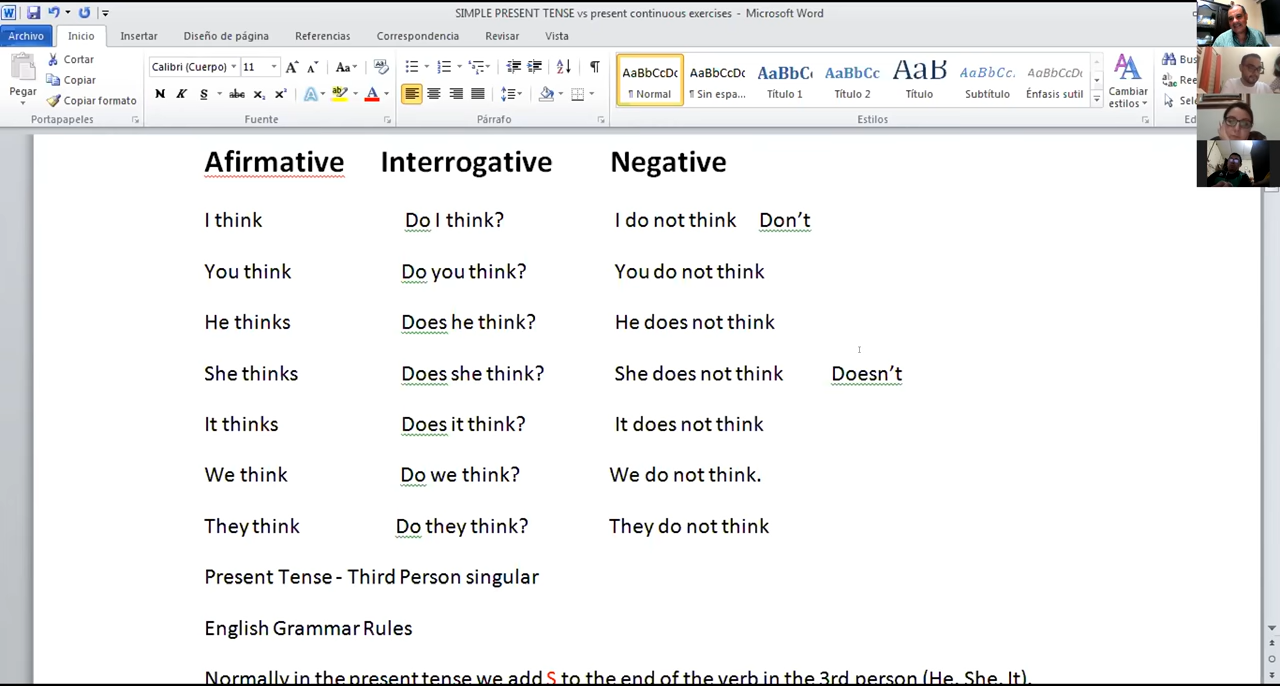 SIMPLE PRESENT TENSE vs present continuous exercises - Microsoft Word
Archivo Inicio Insertar Diseño de página Referencias Correspondencia Revisar Vista
Cortar Calibri (Cuerpo) 11 Aa AaBbCcDc AaBbCcDc AaBbC AaBbCc AaB AaBbCc. AaBbCcDc A
Copiar
Pegar Copiar formato N K S abc x₂ x² A ab A ¶ Normal ¶ Sin espa... Título 1 Título 2 Título Subtítulo Énfasis sutil Cambiar estilos
Portapapeles Fuente Párrafo Estilos
Afirmative Interrogative Negative
I think Do I think? I do not think Don't
You think Do you think? You do not think
He thinks Does he think? He does not think
She thinks Does she think? She does not think Doesn't
It thinks Does it think? It does not think
We think Do we think? We do not think.
They think Do they think? They do not think
Present Tense - Third Person singular
English Grammar Rules
Normally in the present tense we add S to the end of the verb in the 3rd person (He, She, It).